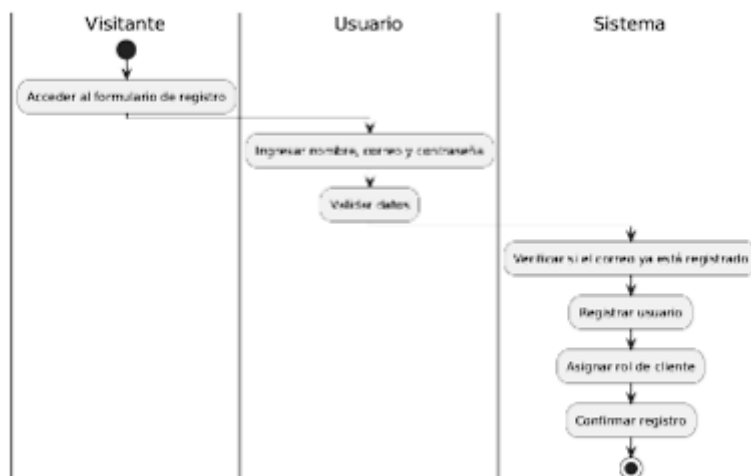 Visitante
Usuario
Sistema
Acceder al formulario de registro
Ingresar nombre, correo y contraseña
Validar datos
Verificar si el correo ya está registrado
Registrar usuario
Asignar rol de cliente
Confirmar registro